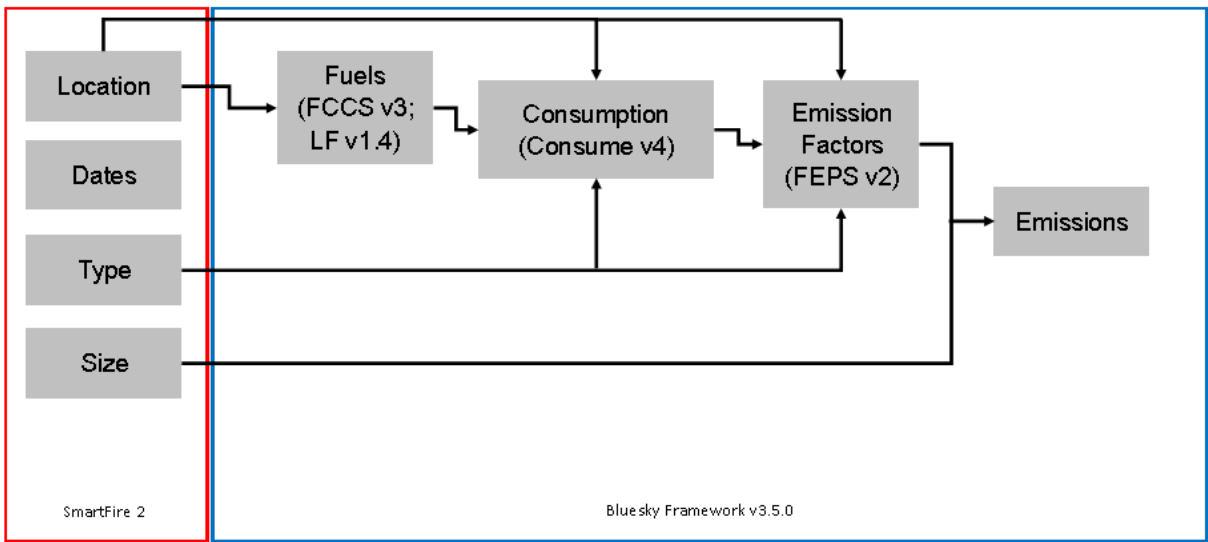 Location
Dates
Type
Size
SmartFire 2
Fuels
(FCCS v3;
LF v1.4)
Consumption
(Consume v4)
Emission
Factors
(FEPS v2)
Emissions
Bluesky Framework v3.5.0